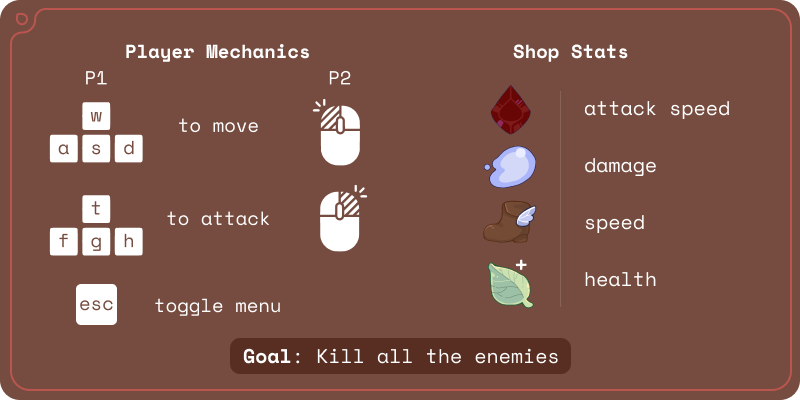 Player Mechanics
P1
P2
w
a s d
to move
t
f g h
to attack
esc
toggle menu
Shop Stats
attack speed
damage
speed
health
Goal: Kill all the enemies